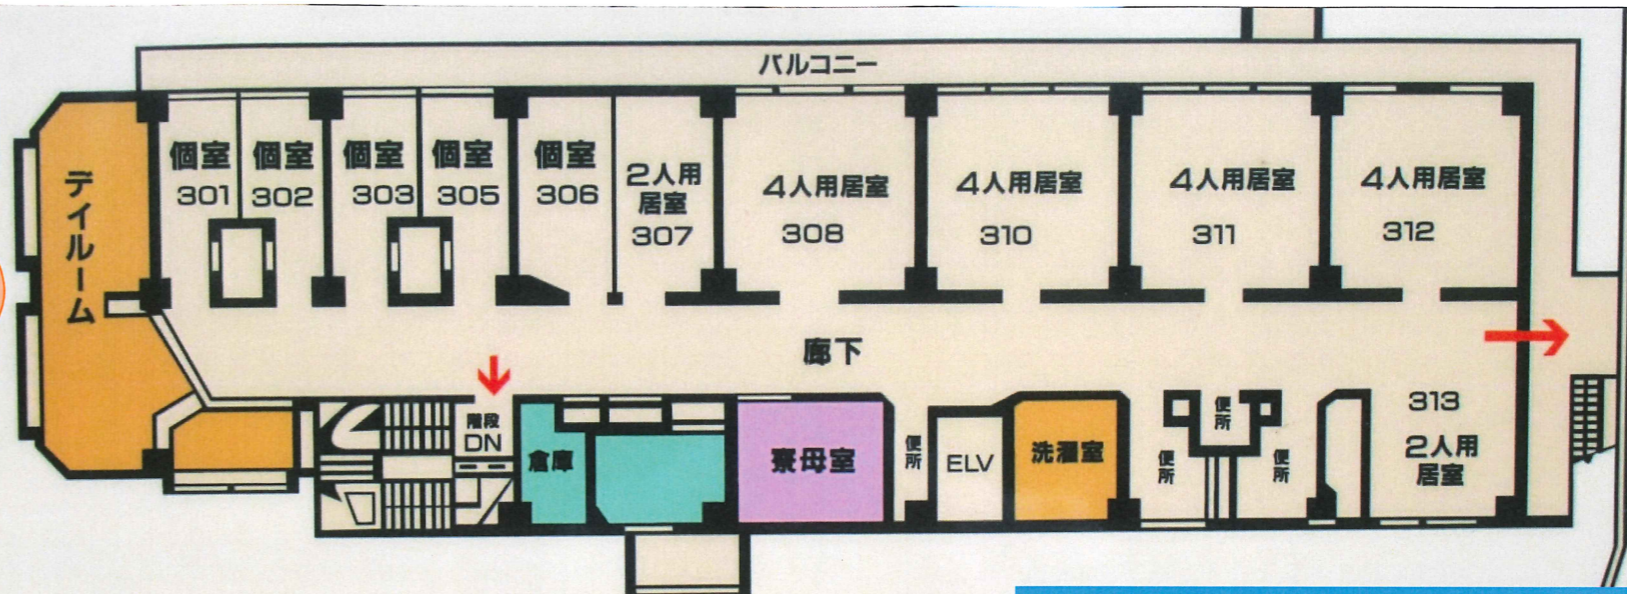 バルコニー
デイルーム
個室
301
個室
302
個室
303
個室
305
個室
306
2人用
居室
307
4人用居室
308
4人用居室
310
4人用居室
311
4人用居室
312
廊下
階段
DN
倉庫
寮母室
便所
ELV
洗濯室
便所
便所
便所
313
2人用
居室